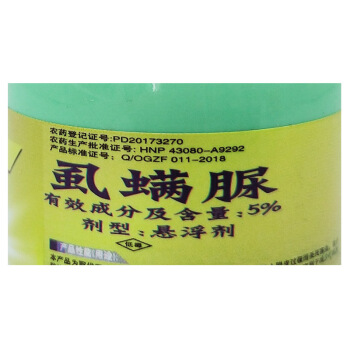 农药登记证号:PD20173270
农药生产批准证号: HNP 43080-A9292
产品标准证号: Q/OGZF 011-2018
虱螨脲
有效成分及含量:5%
剂型:悬浮剂
低毒